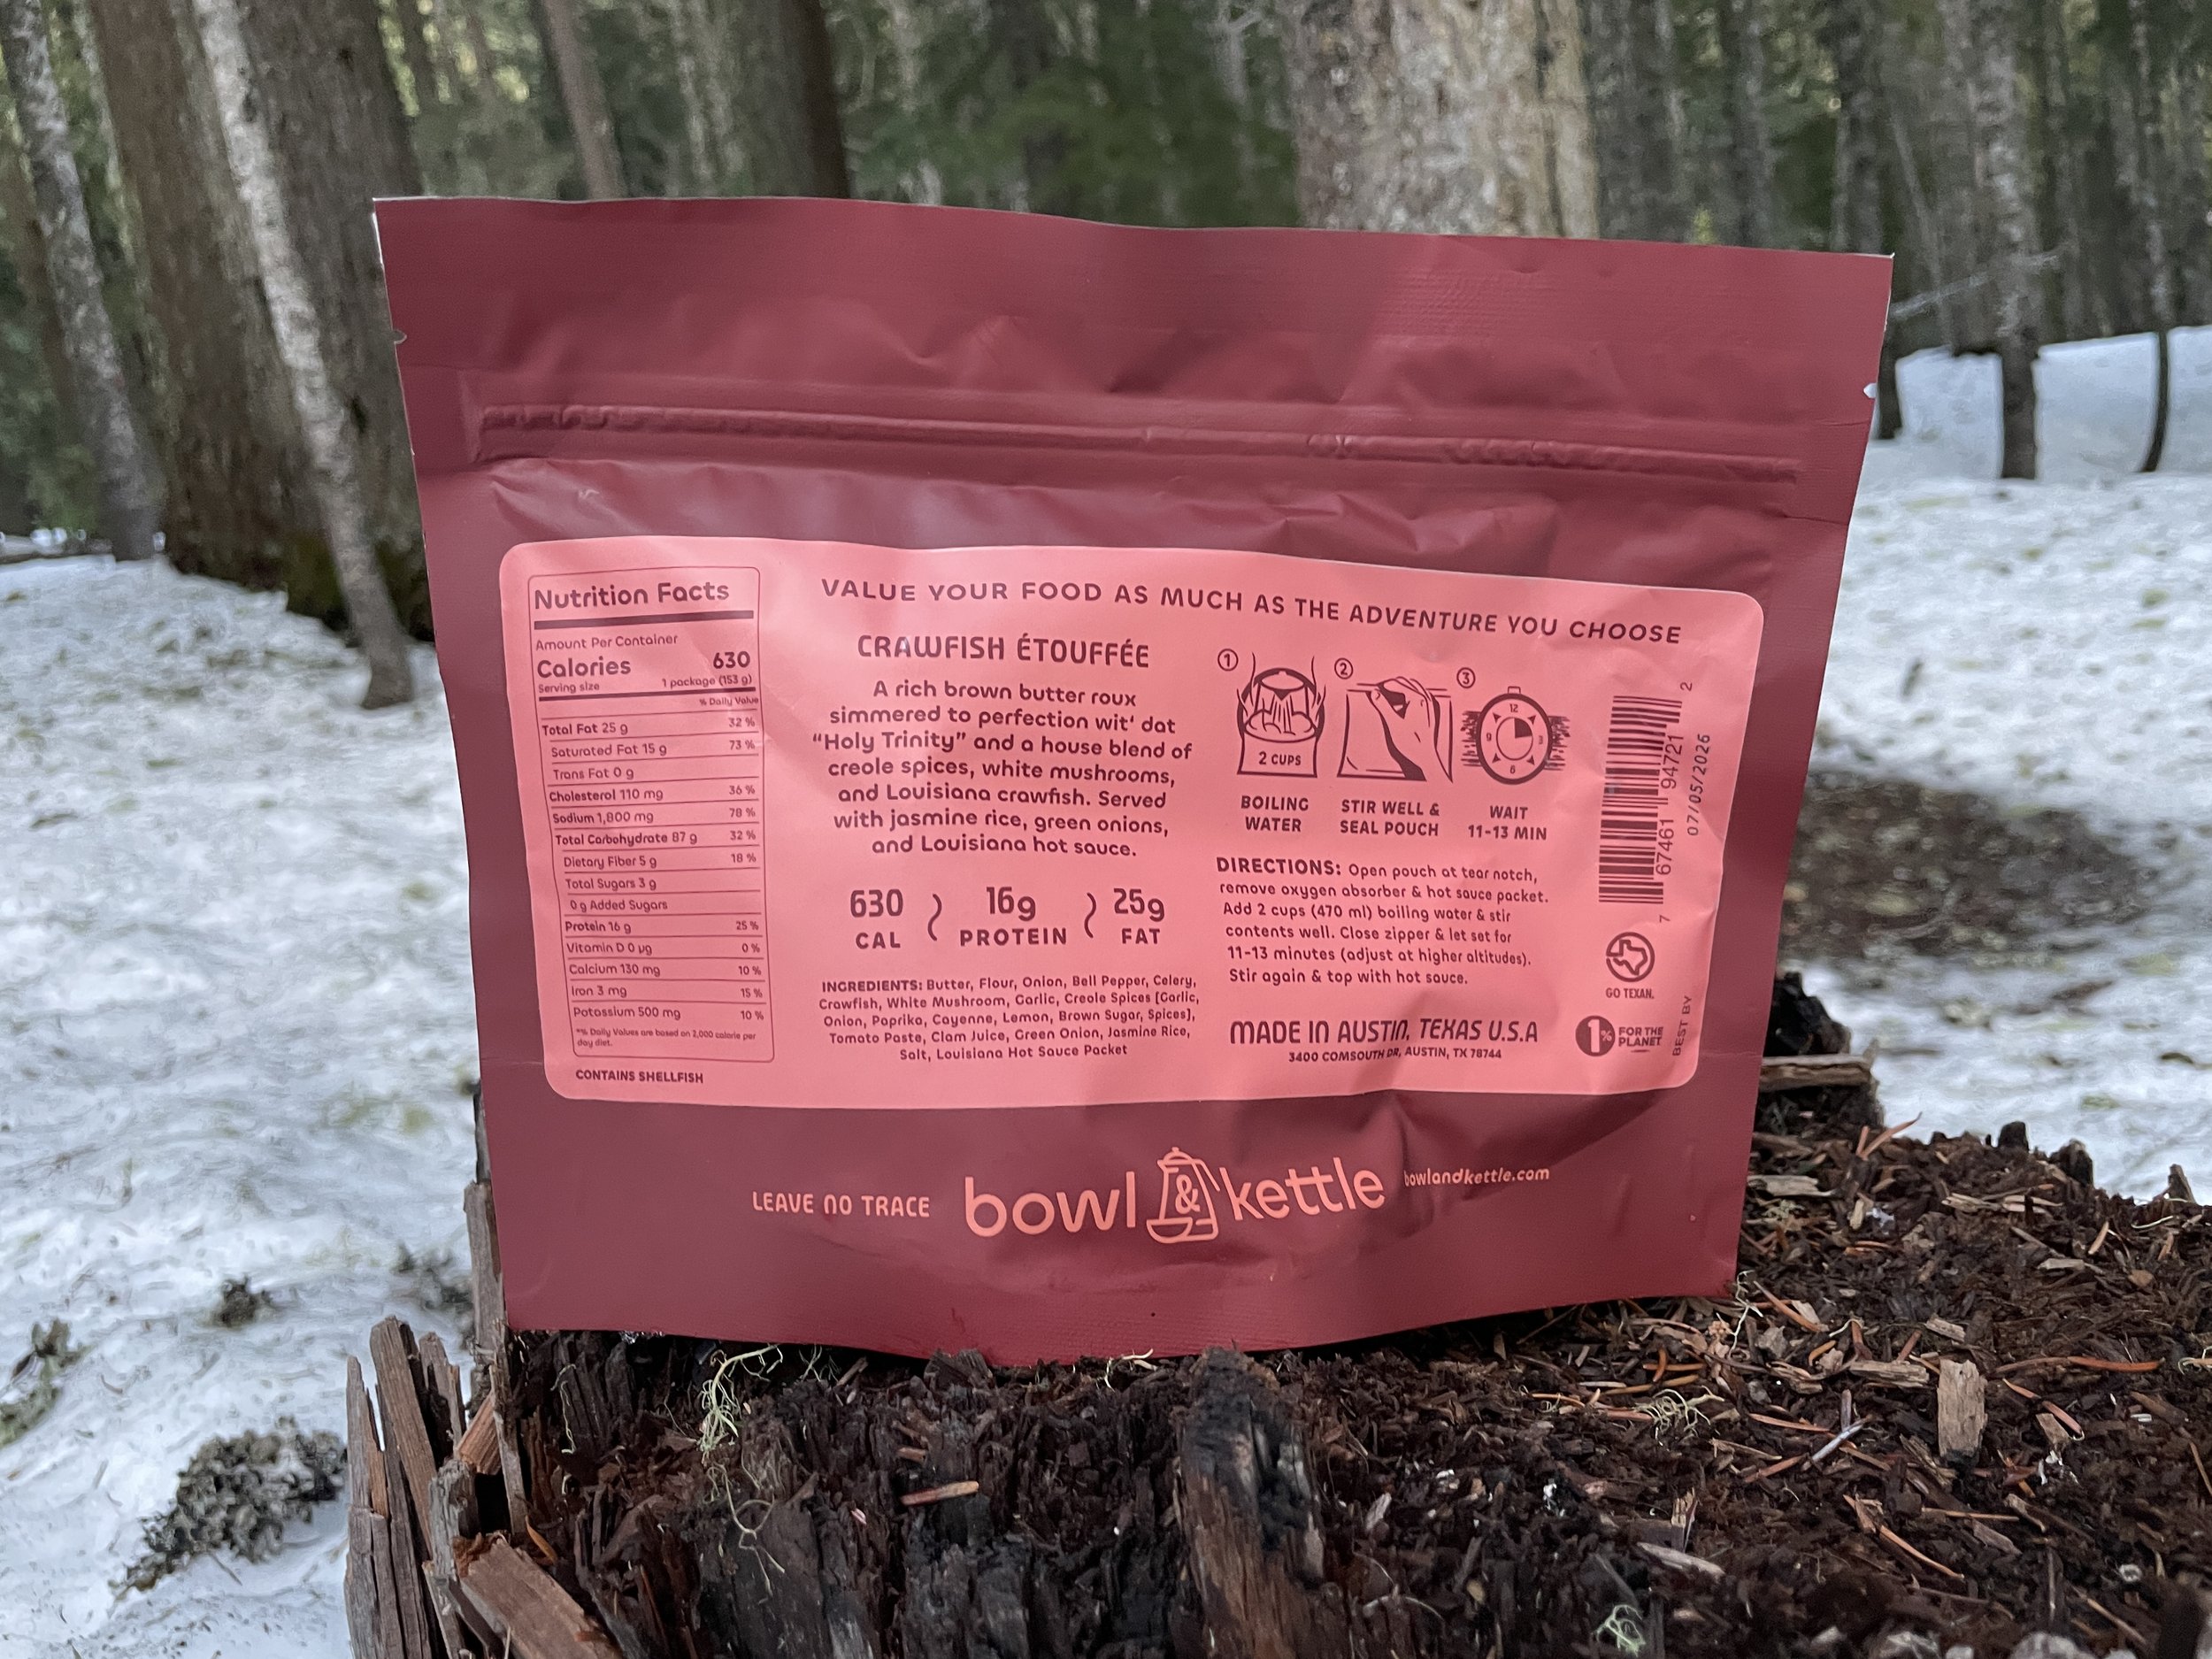 VALUE YOUR FOOD AS MUCH AS THE ADVENTURE YOU CHOOSE
Nutrition Facts
Amount Per Container
Calories 630
Serving size 1 package (153 g)
% Daily Value
Total Fat 25 g 32 %
Saturated Fat 15 g 73 %
Trans Fat 0 g
Cholesterol 110 mg 36 %
Sodium 1,800 mg 78 %
Total Carbohydrate 87 g 32 %
Dietary Fiber 5 g 18 %
Total Sugars 3 g
0 g Added Sugars
Protein 16 g 25 %
Vitamin D 0 µg 0 %
Calcium 130 mg 10 %
Iron 3 mg 15 %
Potassium 500 mg 10 %
*% Daily Values are based on 2,000 calorie per
day diet.
CONTAINS SHELLFISH
CRAWFISH ÉTOUFFÉE
A rich brown butter roux
simmered to perfection wit' dat
“Holy Trinity” and a house blend of
creole spices, white mushrooms,
and Louisiana crawfish. Served
with jasmine rice, green onions,
and Louisiana hot sauce.
630 16g 25g
CAL PROTEIN FAT
INGREDIENTS: Butter, Flour, Onion, Bell Pepper, Celery,
Crawfish, White Mushroom, Garlic, Creole Spices [Garlic,
Onion, Paprika, Cayenne, Lemon, Brown Sugar, Spices],
Tomato Paste, Clam Juice, Green Onion, Jasmine Rice,
Salt, Louisiana Hot Sauce Packet
1 2 3
2 CUPS
12
3
6
9
BOILING
WATER
STIR WELL &
SEAL POUCH
WAIT
11-13 MIN
DIRECTIONS: Open pouch at tear notch,
remove oxygen absorber & hot sauce packet.
Add 2 cups (470 ml) boiling water & stir
contents well. Close zipper & let set for
11-13 minutes (adjust at higher altitudes).
Stir again & top with hot sauce.
MADE IN AUSTIN, TEXAS U.S.A
3400 COMSOUTH DR, AUSTIN, TX 78744
7 67461 94721 2
BEST BY 07/05/2026
GO TEXAN.
1% FOR THE
PLANET
LEAVE NO TRACE
bowl & kettle
bowlandkettle.com